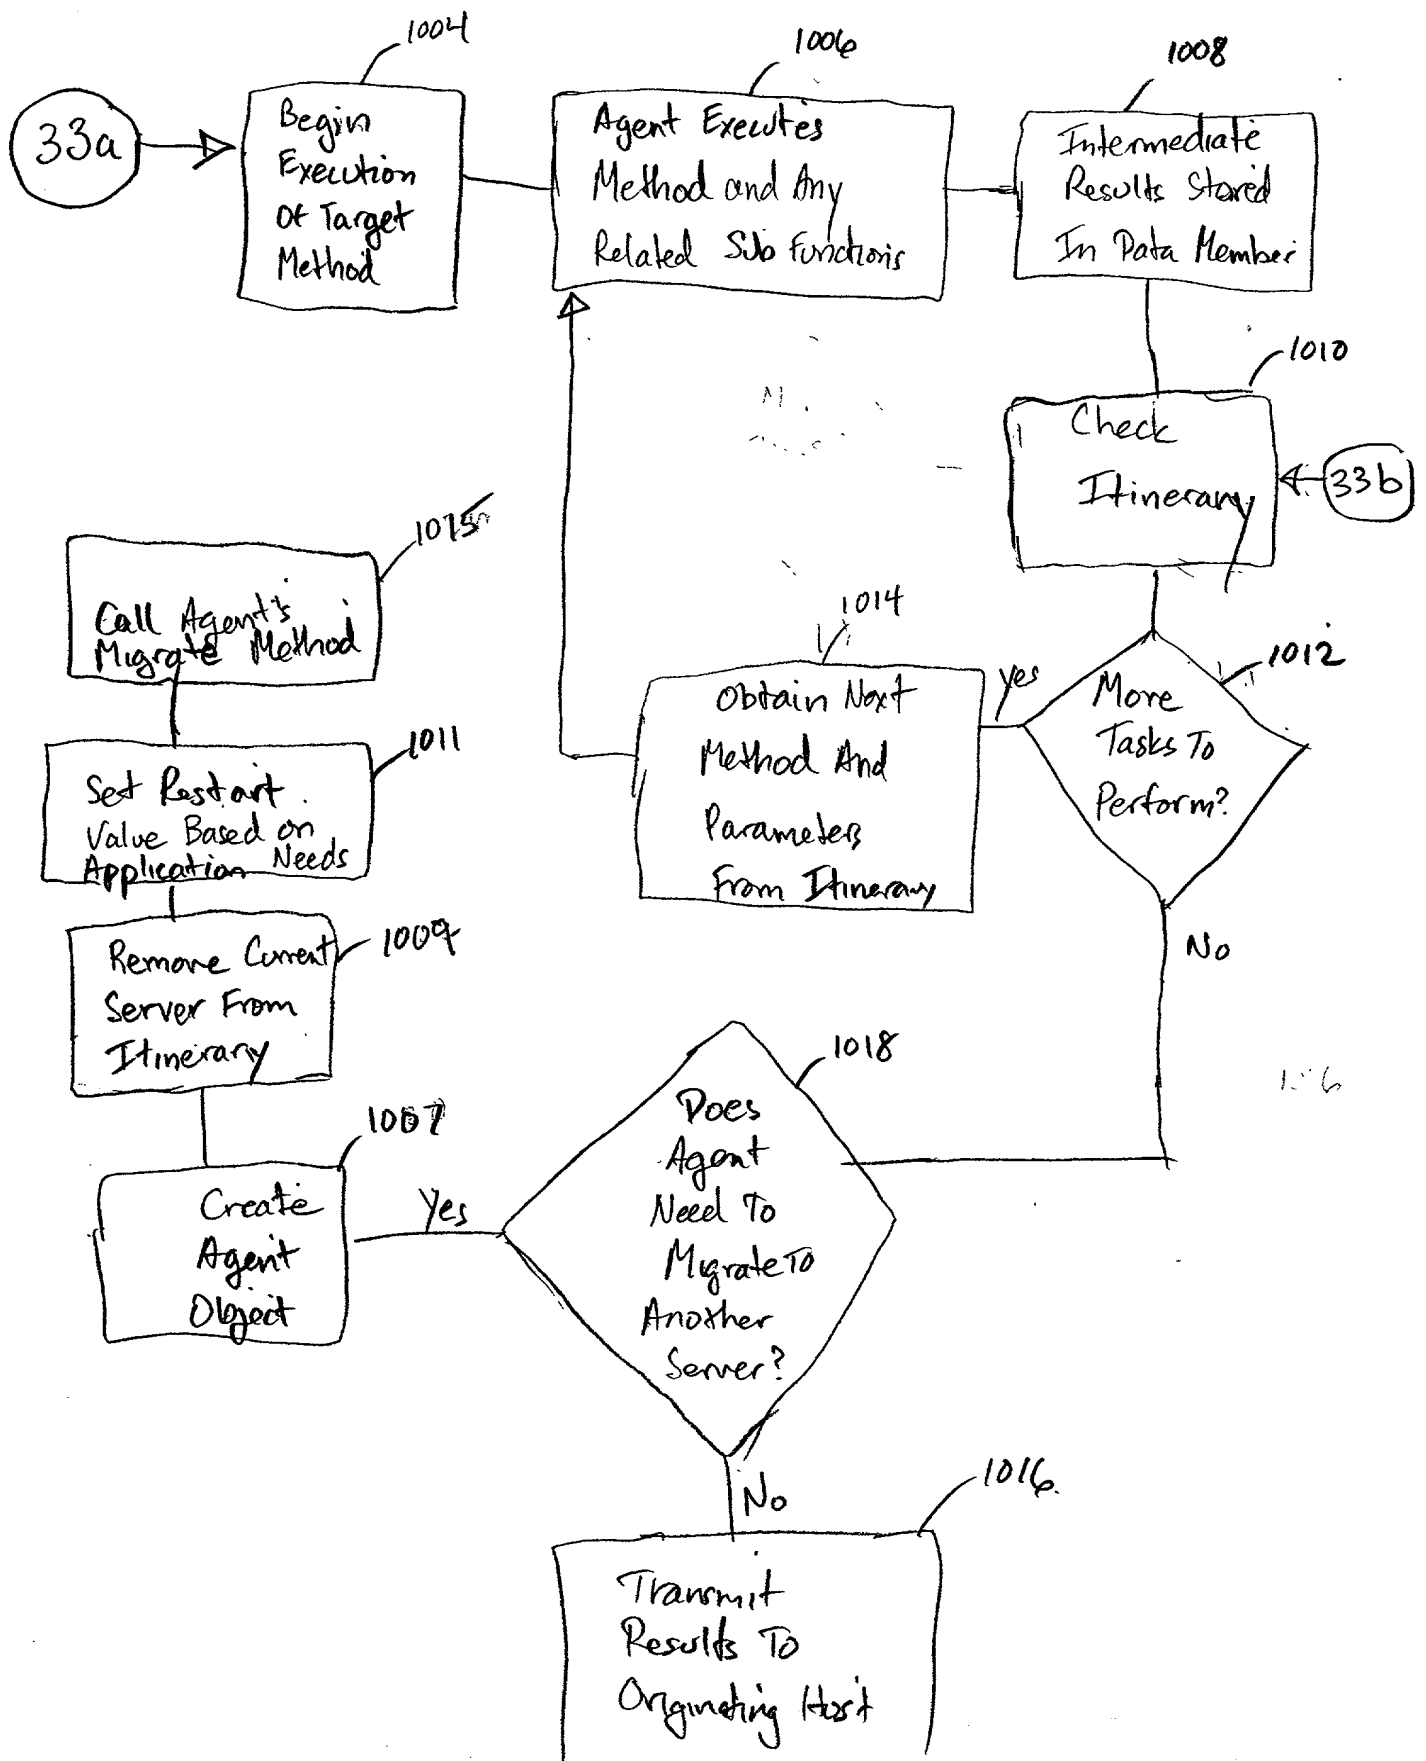 1004
1006
1008
33a
Begin
Execution
Of Target
Method
Agent Executes
Method and Any
Related Sub Functions
Intermediate
Results Stored
In Data Member
1010
Check
Itinerary
33b
1015
Call Agent's
Migrate Method
1014
Obtain Next
Method And
Parameters
From Itinerary
Yes
1012
More
Tasks To
Perform?
No
1011
Set Restart
Value Based on
Application Needs
1009
Remove Current
Server From
Itinerary
1007
Create
Agent
Object
Yes
1018
Does
Agent
Need To
Migrate To
Another
Server?
No
1016
Transmit
Results To
Originating Host